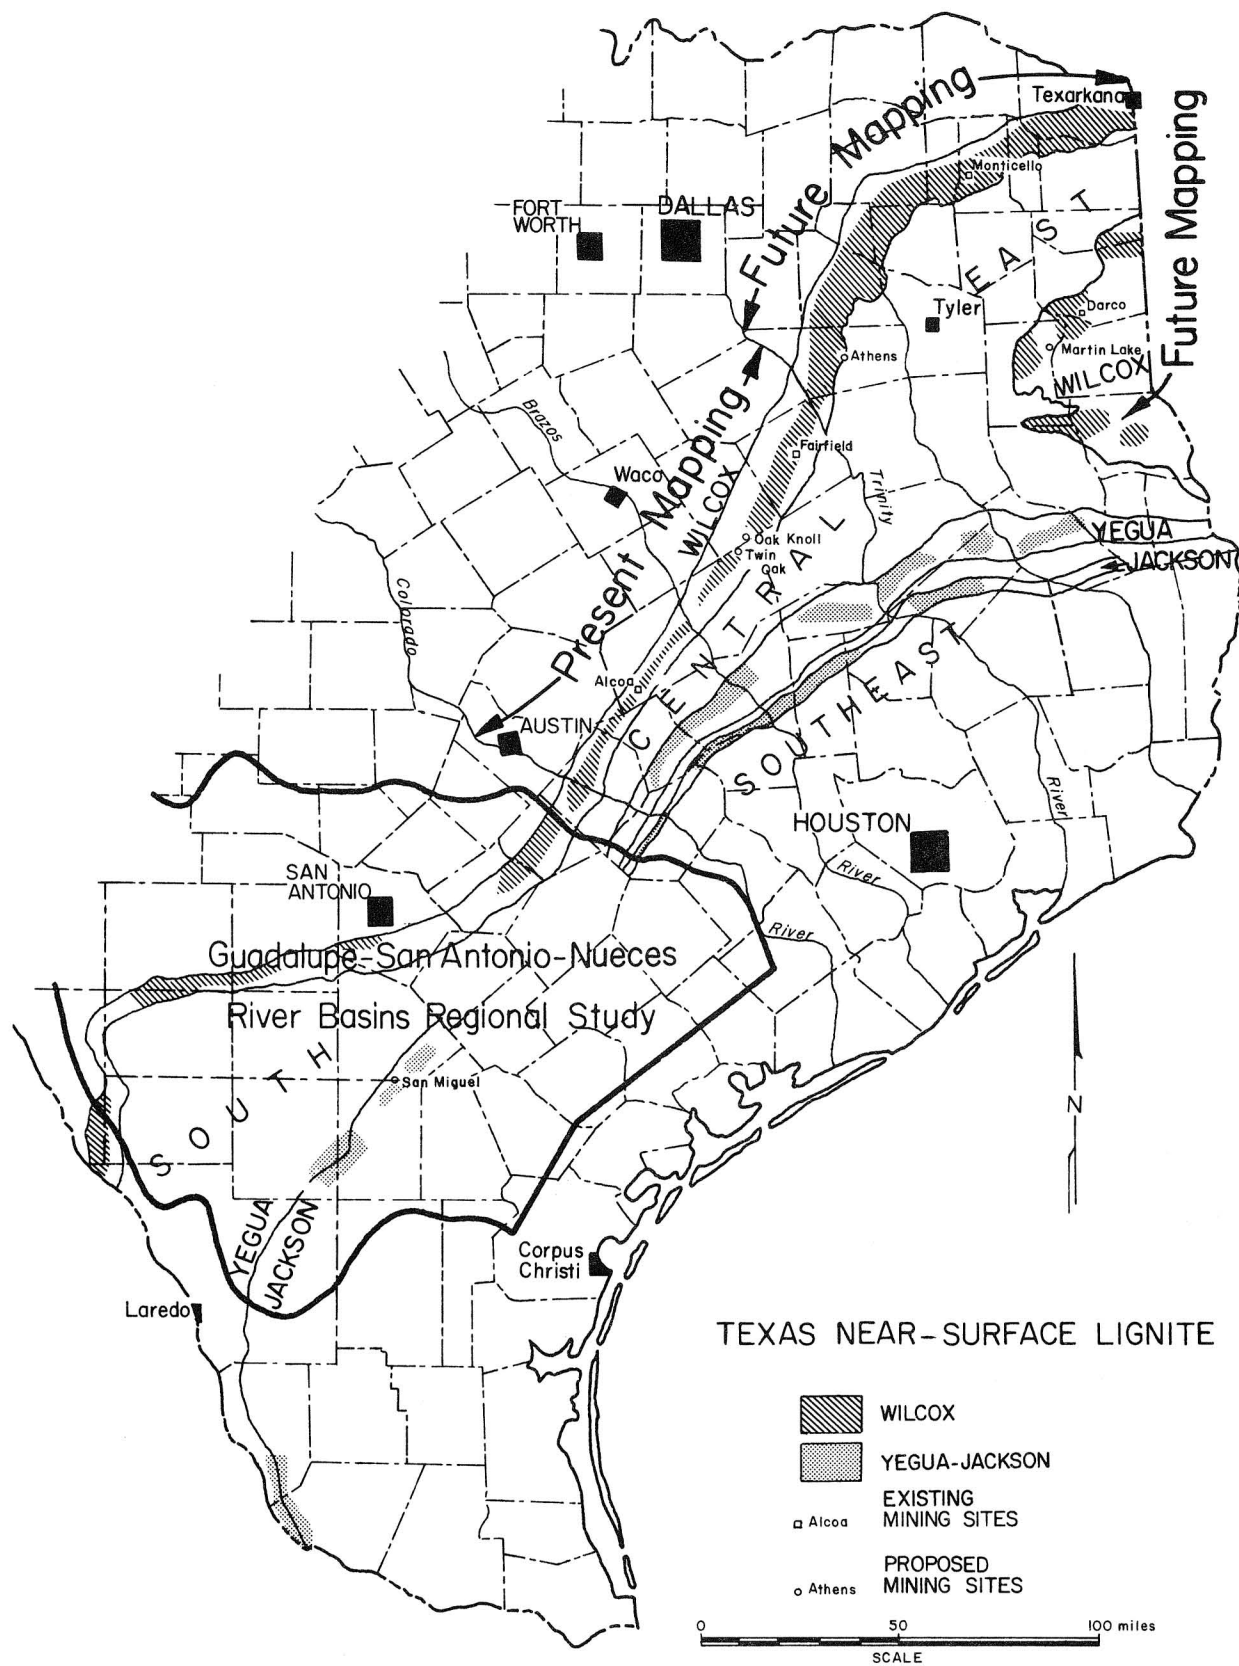 Texarkana
Future Mapping
Future Mapping
Monticello
FORT
WORTH
DALLAS
EAST
Tyler
Darco
Martin Lake
WILCOX
Athens
Brazos
Present Mapping
WILCOX
Fairfield
Waco
Trinity
Oak Knoll
Twin
Oak
YEGUA
JACKSON
Colorado
CENTRAL
Alcoa
AUSTIN
SOUTHEAST
River
HOUSTON
River
River
SAN
ANTONIO
Guadalupe-San Antonio-Nueces
River Basins Regional Study
SOUTH
San Miguel
N
YEGUA
JACKSON
Corpus
Christi
Laredo
TEXAS NEAR-SURFACE LIGNITE
WILCOX
YEGUA-JACKSON
Alcoa
EXISTING
MINING SITES
Athens
PROPOSED
MINING SITES
0 50 100 miles
SCALE